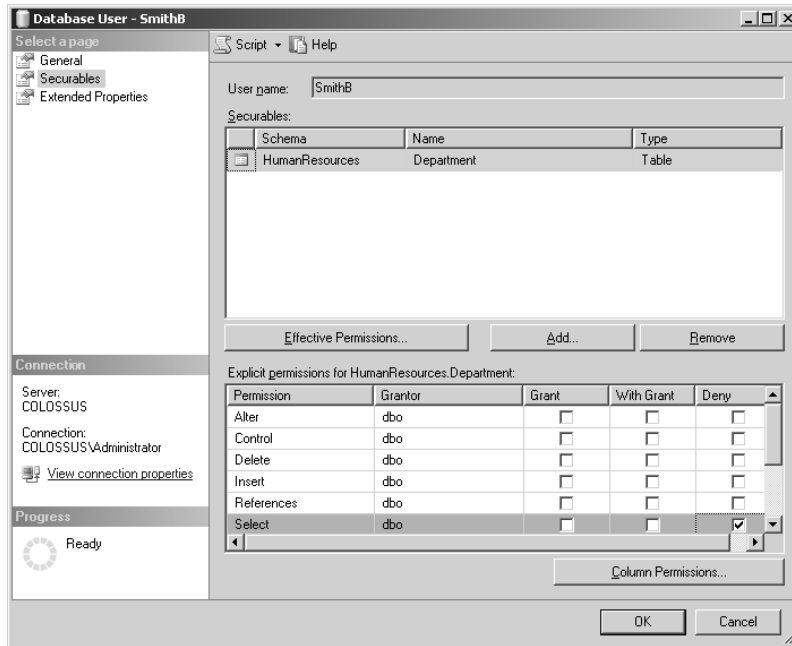 Database User - SmithB
Select a page
General
Securables
Extended Properties
Script Help
User name: SmithB
Securables:
Schema Name Type
HumanResources Department Table
Effective Permissions... Add... Remove
Connection
Server:
COLOSSUS
Connection:
COLOSSUS\Administrator
View connection properties
Progress
Ready
Explicit permissions for HumanResources.Department:
Permission Grantor Grant With Grant Deny
Alter dbo
Control dbo
Delete dbo
Insert dbo
References dbo
Select dbo
Column Permissions...
OK Cancel